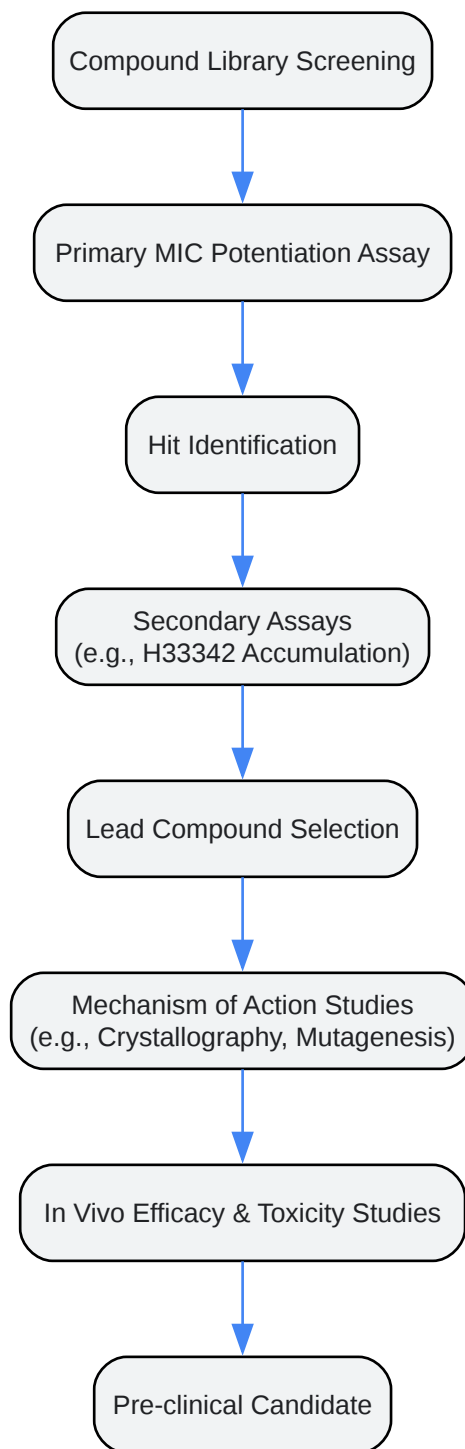 Compound Library Screening
Primary MIC Potentiation Assay
Hit Identification
Secondary Assays
(e.g., H33342 Accumulation)
Lead Compound Selection
Mechanism of Action Studies
(e.g., Crystallography, Mutagenesis)
In Vivo Efficacy & Toxicity Studies
Pre-clinical Candidate